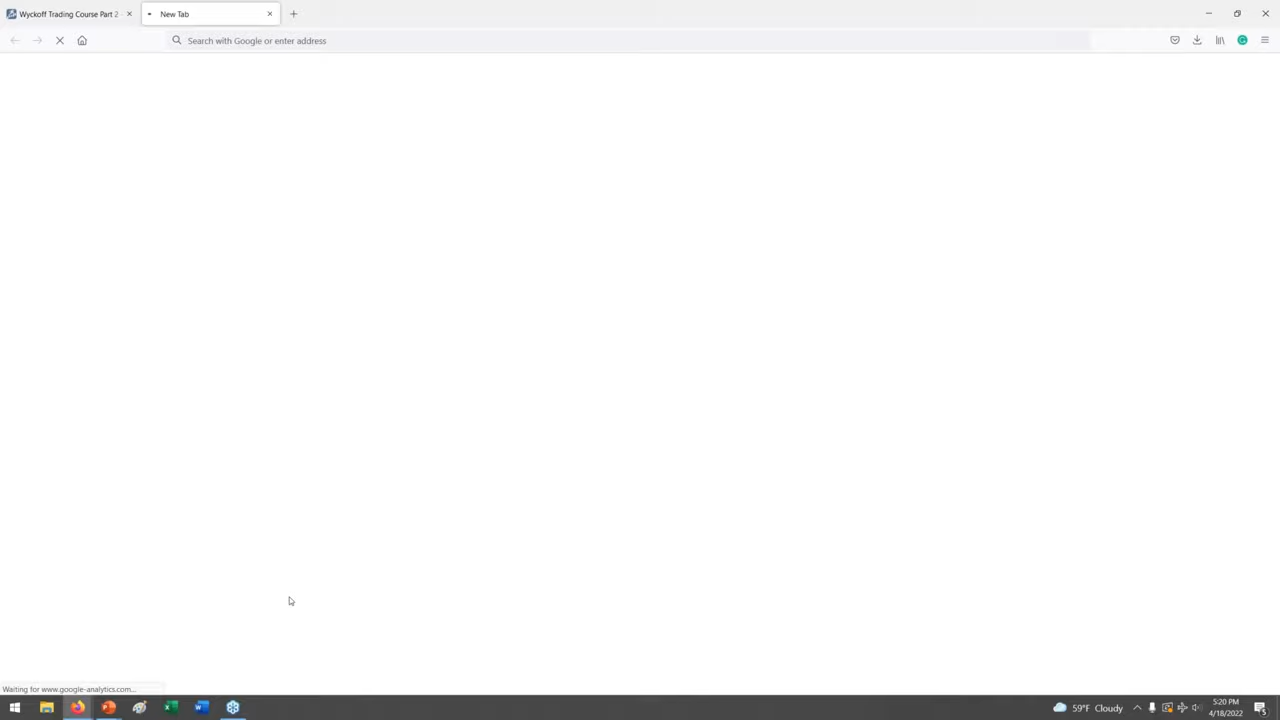 Wyckoff Trading Course Part 2 -
New Tab
Search with Google or enter address
Waiting for www.google-analytics.com...
59°F Cloudy
5:20 PM
4/18/2022
5